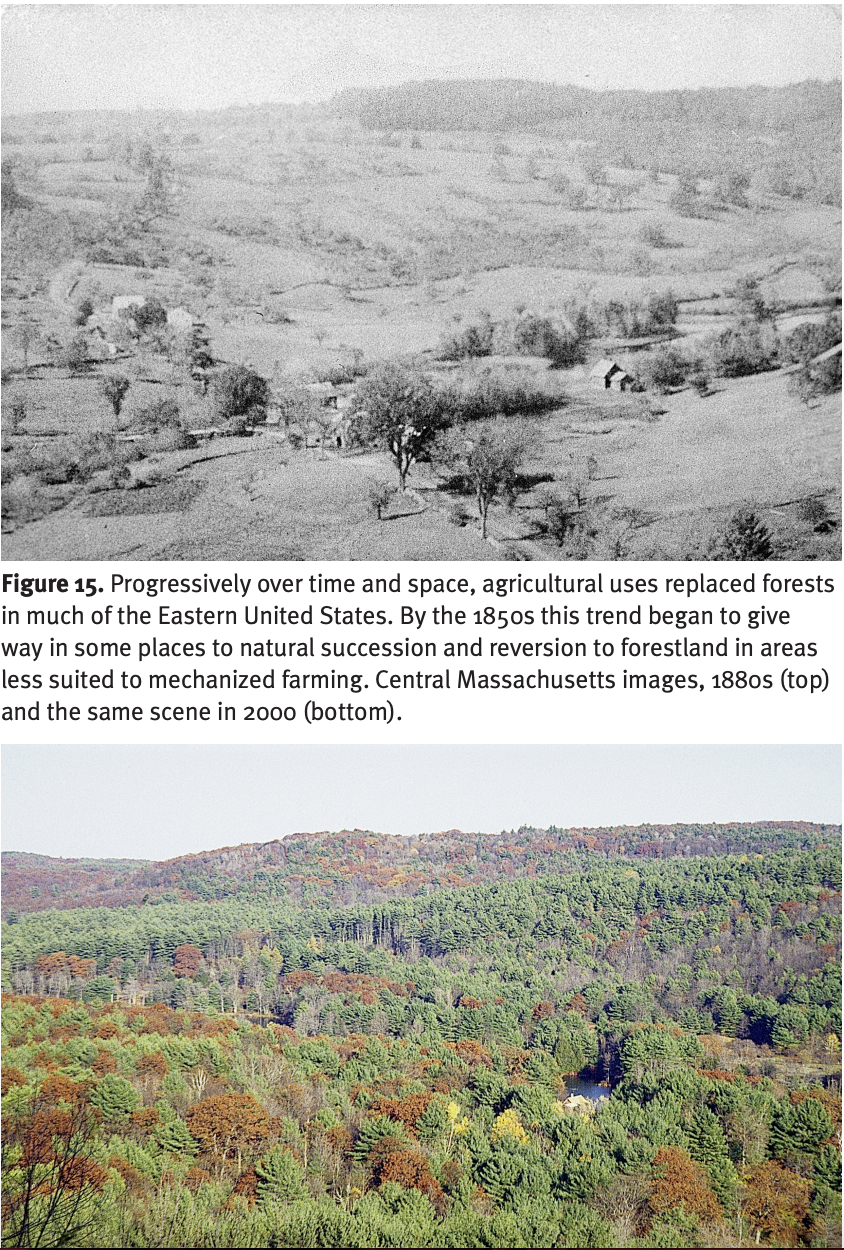 Figure 15. Progressively over time and space, agricultural uses replaced forests
in much of the Eastern United States. By the 1850s this trend began to give
way in some places to natural succession and reversion to forestland in areas
less suited to mechanized farming. Central Massachusetts images, 1880s (top)
and the same scene in 2000 (bottom).